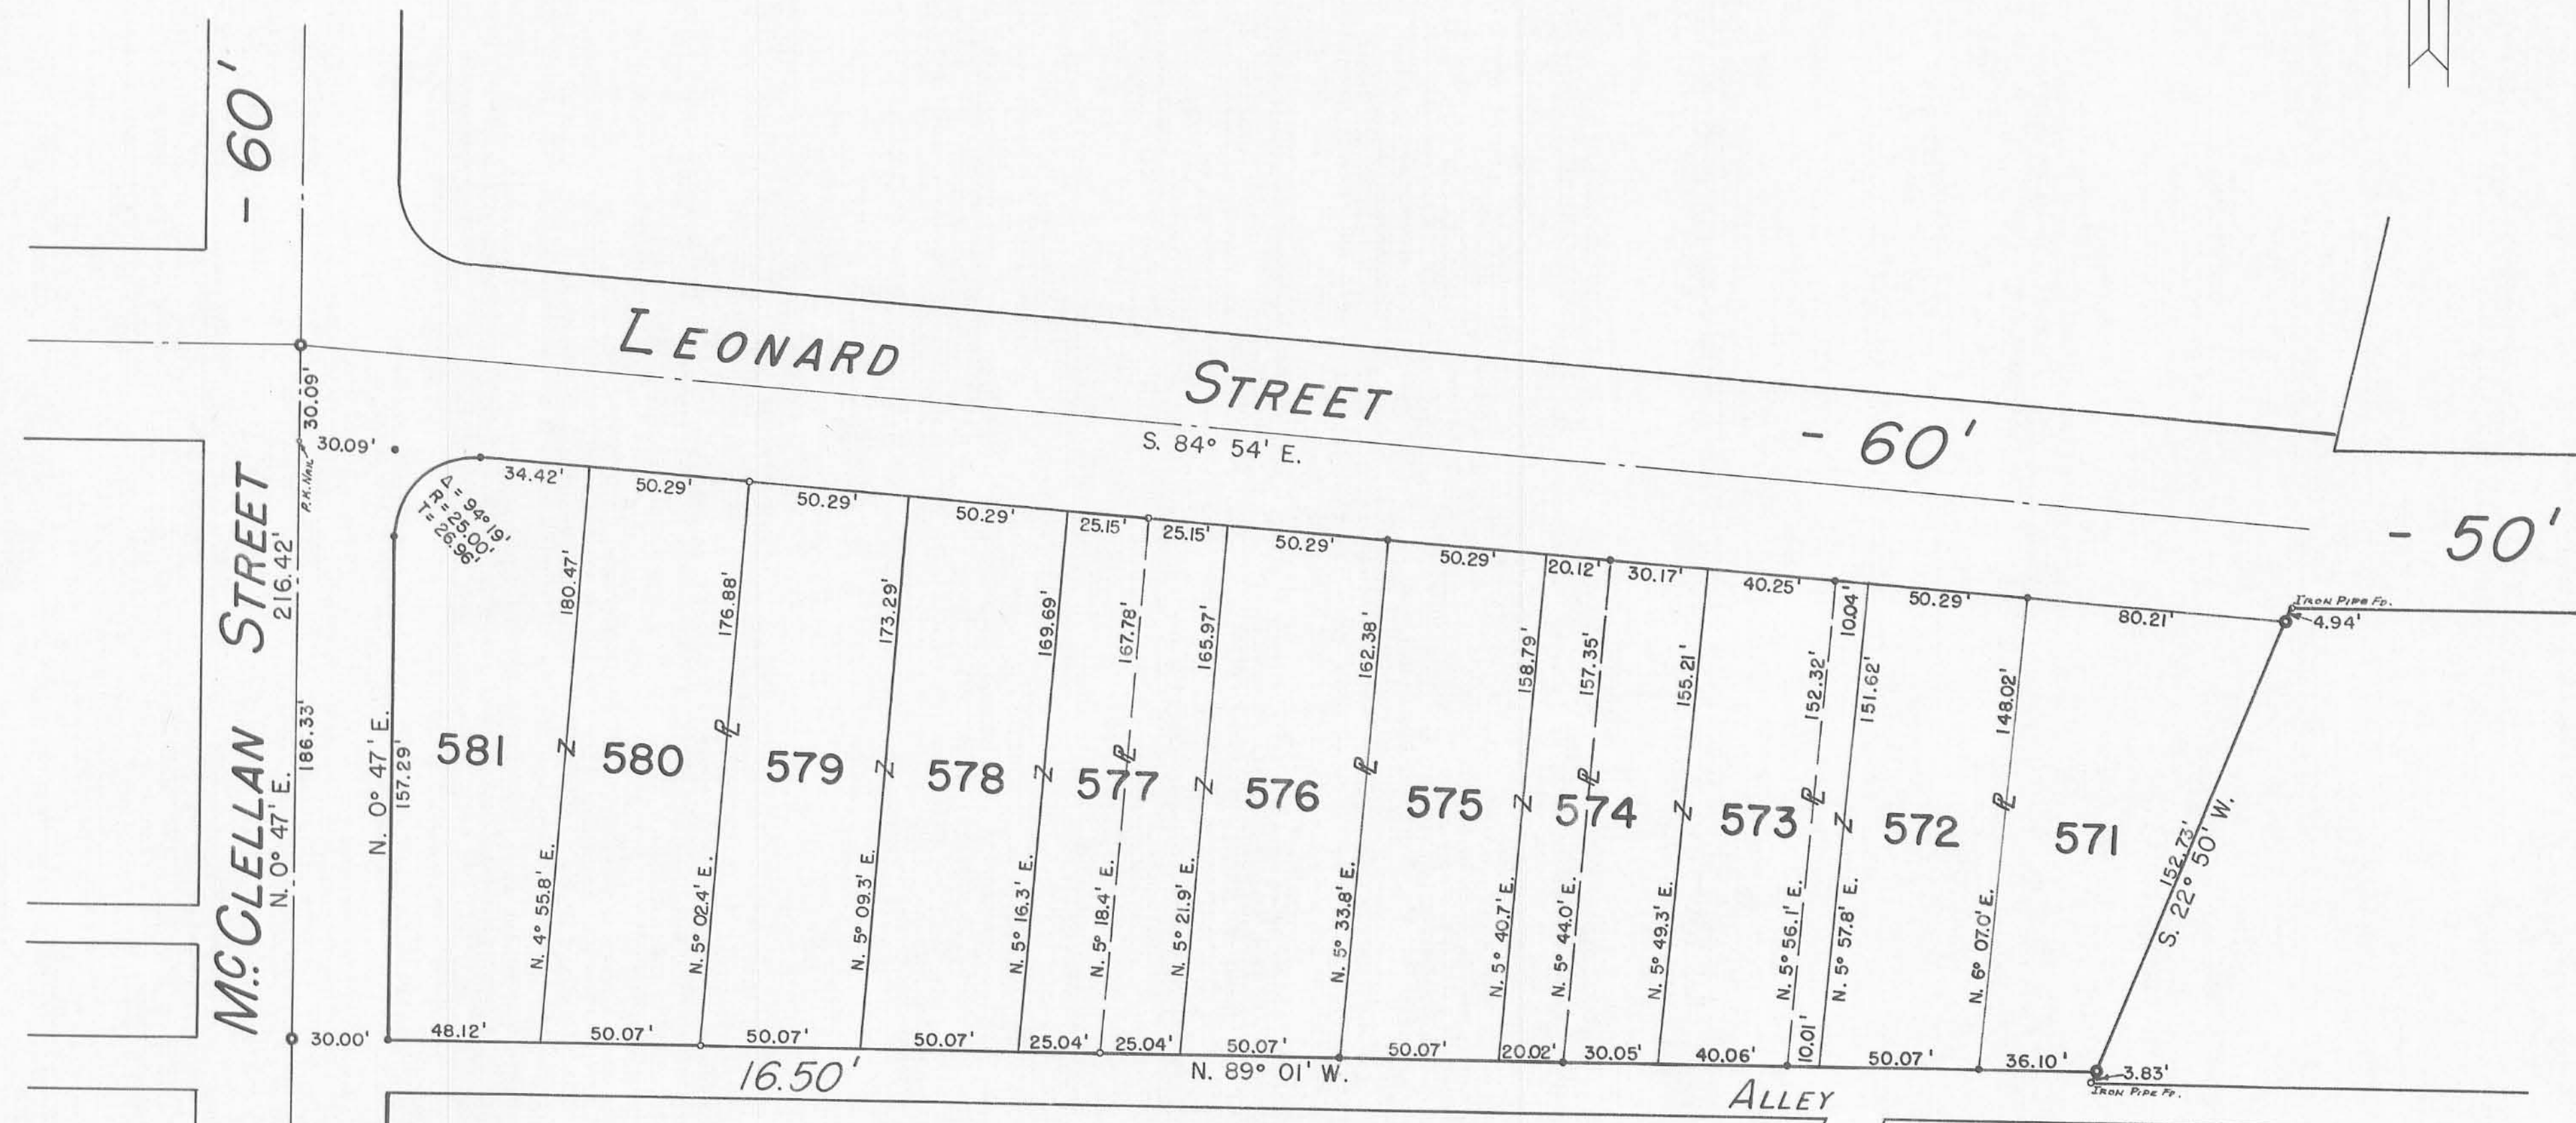 - 60'
LEONARD STREET - 60'
- 50'
S. 84° 54' E.
MCCLELLAN STREET
N. 0° 47' E.
216.42'
30.09'
186.33'
P.K. NAIL
30.09'
Δ = 94° 19'
R = 25.00'
T = 26.96'
34.42'
50.29'
50.29'
50.29'
25.15'
25.15'
50.29'
50.29'
20.12'
30.17'
40.25'
10.04'
50.29'
80.21'
IRON PIPE FD.
4.94'
N. 0° 47' E.
157.29'
180.47'
176.88'
173.29'
169.69'
167.78'
165.97'
162.38'
158.79'
157.35'
155.21'
152.32'
151.62'
148.02'
152.73'
S. 22° 50' W.
581
Z
580
PL
579
Z
578
Z
577
PL
Z
576
PL
575
Z
574
PL
Z
573
PL
Z
572
PL
571
N. 4° 55.8' E.
N. 5° 02.4' E.
N. 5° 09.3' E.
N. 5° 16.3' E.
N. 5° 18.4' E.
N. 5° 21.9' E.
N. 5° 33.8' E.
N. 5° 40.7' E.
N. 5° 44.0' E.
N. 5° 49.3' E.
N. 5° 56.1' E.
N. 5° 57.8' E.
N. 6° 07.0' E.
30.00'
48.12'
50.07'
50.07'
50.07'
25.04'
25.04'
50.07'
50.07'
20.02'
30.05'
40.06'
10.01'
50.07'
36.10'
3.83'
IRON PIPE FD.
16.50'
N. 89° 01' W.
ALLEY